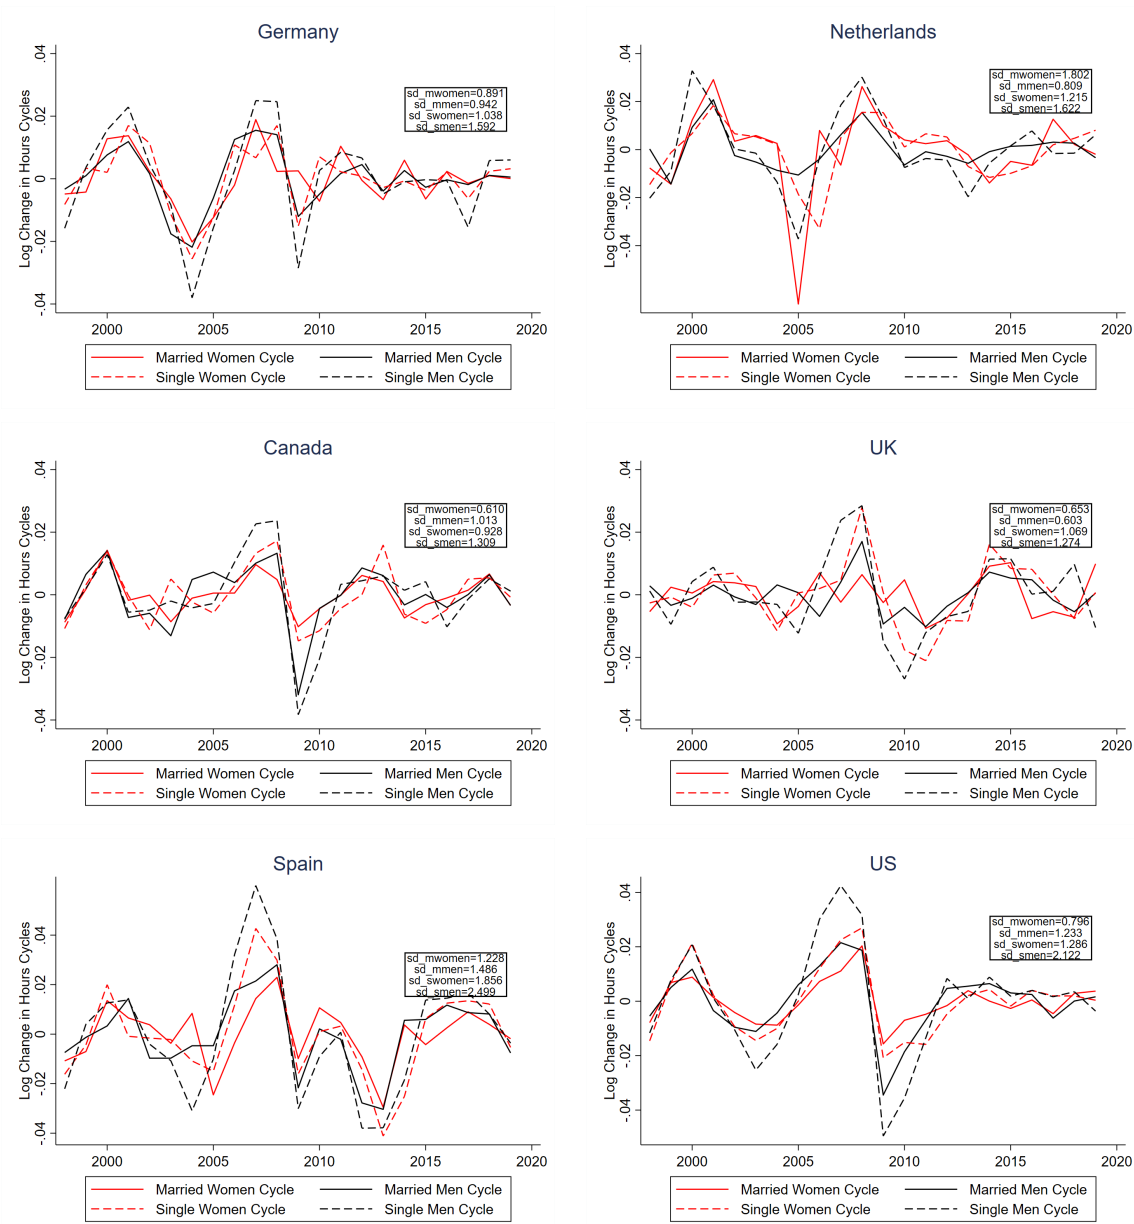 Germany
Log Change in Hours Cycles
.04
.02
0
-.02
-.04
sd_mwomen=0.891
sd_mmen=0.942
sd_swomen=1.038
sd_smen=1.592
2000
2005
2010
2015
2020
Married Women Cycle
Married Men Cycle
Single Women Cycle
Single Men Cycle
Netherlands
Log Change in Hours Cycles
.04
.02
0
-.02
-.04
sd_mwomen=1.802
sd_mmen=0.809
sd_swomen=1.215
sd_smen=1.622
2000
2005
2010
2015
2020
Married Women Cycle
Married Men Cycle
Single Women Cycle
Single Men Cycle
Canada
Log Change in Hours Cycles
.04
.02
0
-.02
-.04
sd_mwomen=0.610
sd_mmen=1.013
sd_swomen=0.928
sd_smen=1.309
2000
2005
2010
2015
2020
Married Women Cycle
Married Men Cycle
Single Women Cycle
Single Men Cycle
UK
Log Change in Hours Cycles
.04
.02
0
-.02
-.04
sd_mwomen=0.653
sd_mmen=0.603
sd_swomen=1.069
sd_smen=1.274
2000
2005
2010
2015
2020
Married Women Cycle
Married Men Cycle
Single Women Cycle
Single Men Cycle
Spain
Log Change in Hours Cycles
.04
.02
0
-.02
-.04
sd_mwomen=1.228
sd_mmen=1.486
sd_swomen=1.856
sd_smen=2.499
2000
2005
2010
2015
2020
Married Women Cycle
Married Men Cycle
Single Women Cycle
Single Men Cycle
US
Log Change in Hours Cycles
.04
.02
0
-.02
-.04
sd_mwomen=0.796
sd_mmen=1.233
sd_swomen=1.286
sd_smen=2.122
2000
2005
2010
2015
2020
Married Women Cycle
Married Men Cycle
Single Women Cycle
Single Men Cycle